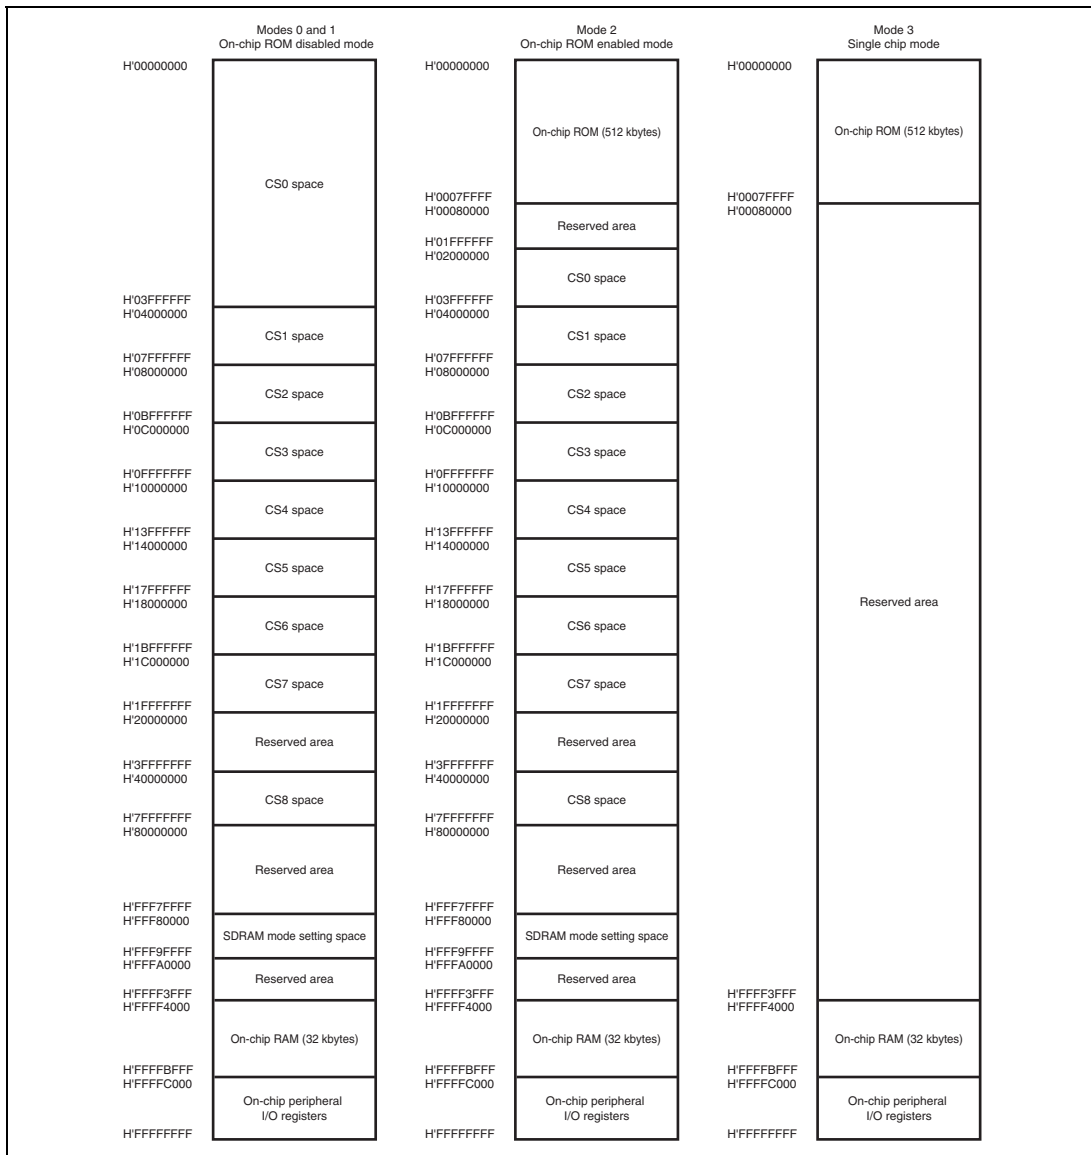 Modes 0 and 1
On-chip ROM disabled mode
H'00000000
CS0 space
H'03FFFFFF
H'04000000
CS1 space
H'07FFFFFF
H'08000000
CS2 space
H'0BFFFFFF
H'0C000000
CS3 space
H'0FFFFFFF
H'10000000
CS4 space
H'13FFFFFF
H'14000000
CS5 space
H'17FFFFFF
H'18000000
CS6 space
H'1BFFFFFF
H'1C000000
CS7 space
H'1FFFFFFF
H'20000000
Reserved area
H'3FFFFFFF
H'40000000
CS8 space
H'7FFFFFFF
H'80000000
Reserved area
H'FFF7FFFF
H'FFF80000
SDRAM mode setting space
H'FFF9FFFF
H'FFFA0000
Reserved area
H'FFFF3FFF
H'FFFF4000
On-chip RAM (32 kbytes)
H'FFFFBFFF
H'FFFFC000
On-chip peripheral
I/O registers
H'FFFFFFFF
Mode 2
On-chip ROM enabled mode
H'00000000
On-chip ROM (512 kbytes)
H'0007FFFF
H'00080000
Reserved area
H'01FFFFFF
H'02000000
CS0 space
H'03FFFFFF
H'04000000
CS1 space
H'07FFFFFF
H'08000000
CS2 space
H'0BFFFFFF
H'0C000000
CS3 space
H'0FFFFFFF
H'10000000
CS4 space
H'13FFFFFF
H'14000000
CS5 space
H'17FFFFFF
H'18000000
CS6 space
H'1BFFFFFF
H'1C000000
CS7 space
H'1FFFFFFF
H'20000000
Reserved area
H'3FFFFFFF
H'40000000
CS8 space
H'7FFFFFFF
H'80000000
Reserved area
H'FFF7FFFF
H'FFF80000
SDRAM mode setting space
H'FFF9FFFF
H'FFFA0000
Reserved area
H'FFFF3FFF
H'FFFF4000
On-chip RAM (32 kbytes)
H'FFFFBFFF
H'FFFFC000
On-chip peripheral
I/O registers
H'FFFFFFFF
Mode 3
Single chip mode
H'00000000
On-chip ROM (512 kbytes)
H'0007FFFF
H'00080000
Reserved area
H'FFFF3FFF
H'FFFF4000
On-chip RAM (32 kbytes)
H'FFFFBFFF
H'FFFFC000
On-chip peripheral
I/O registers
H'FFFFFFFF